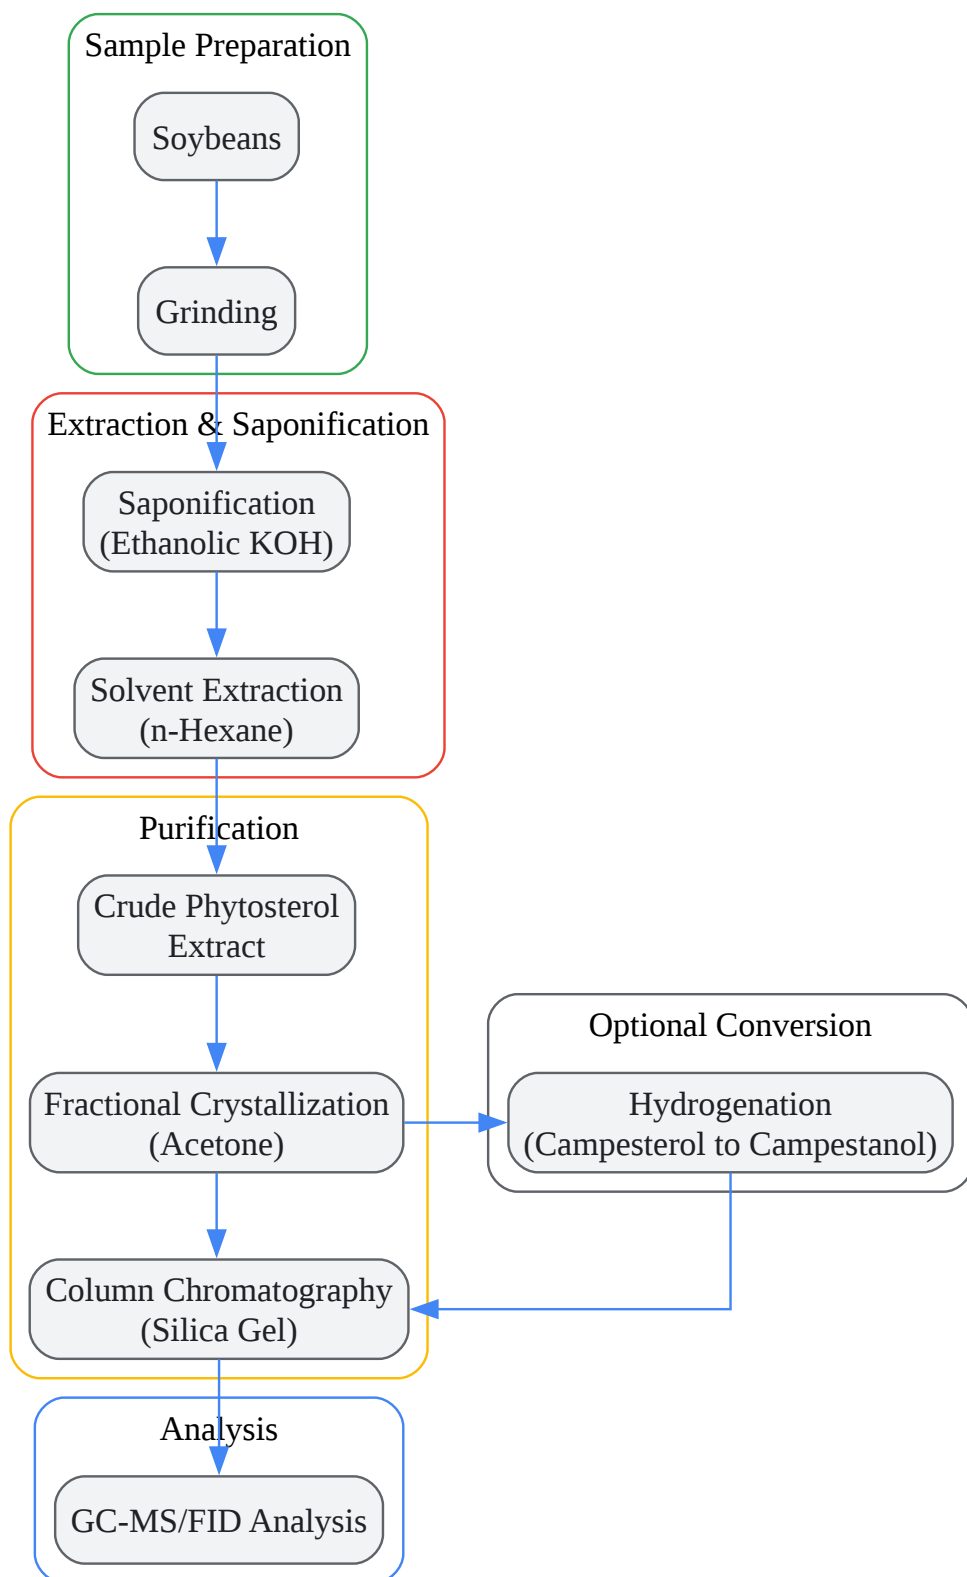 Sample Preparation
Soybeans
Grinding
Extraction & Saponification
Saponification
(Ethanolic KOH)
Solvent Extraction
(n-Hexane)
Purification
Crude Phytosterol
Extract
Fractional Crystallization
(Acetone)
Optional Conversion
Hydrogenation
(Campesterol to Campestanol)
Column Chromatography
(Silica Gel)
Analysis
GC-MS/FID Analysis